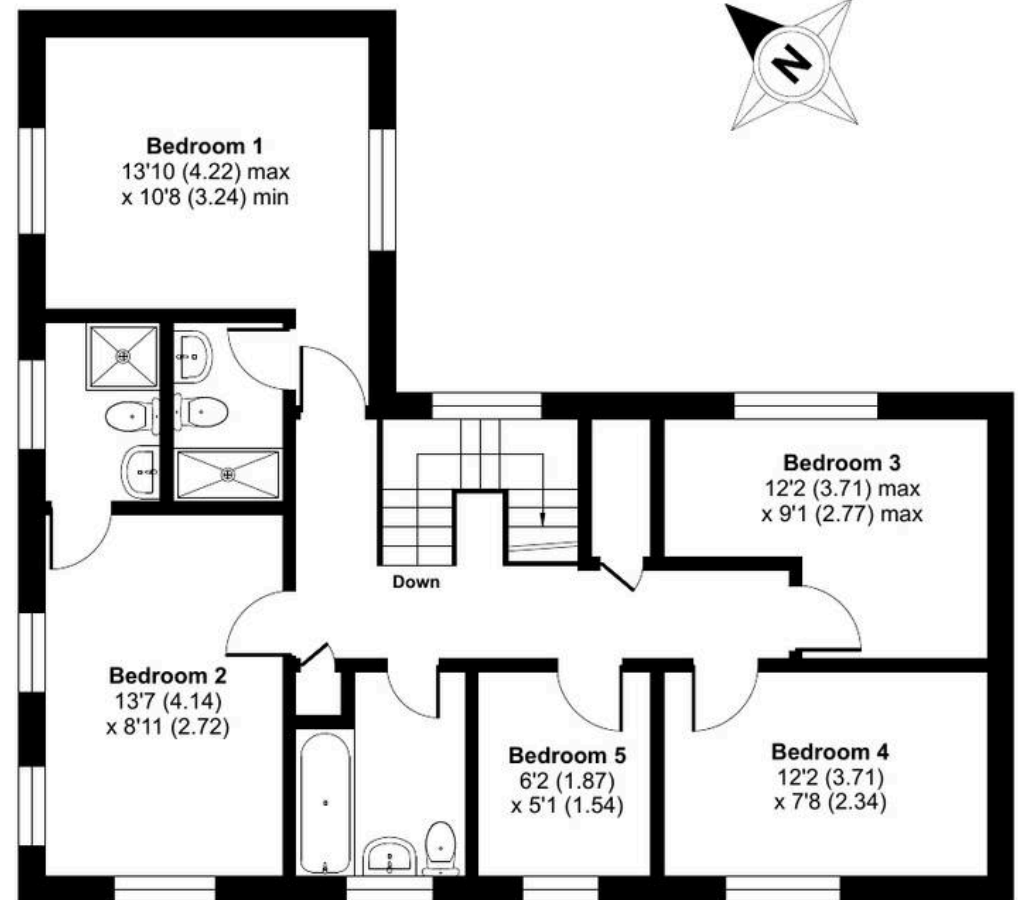 N
Bedroom 1
13'10 (4.22) max
x 10'8 (3.24) min
Bedroom 3
12'2 (3.71) max
x 9'1 (2.77) max
Down
Bedroom 2
13'7 (4.14)
x 8'11 (2.72)
Bedroom 5
6'2 (1.87)
x 5'1 (1.54)
Bedroom 4
12'2 (3.71)
x 7'8 (2.34)